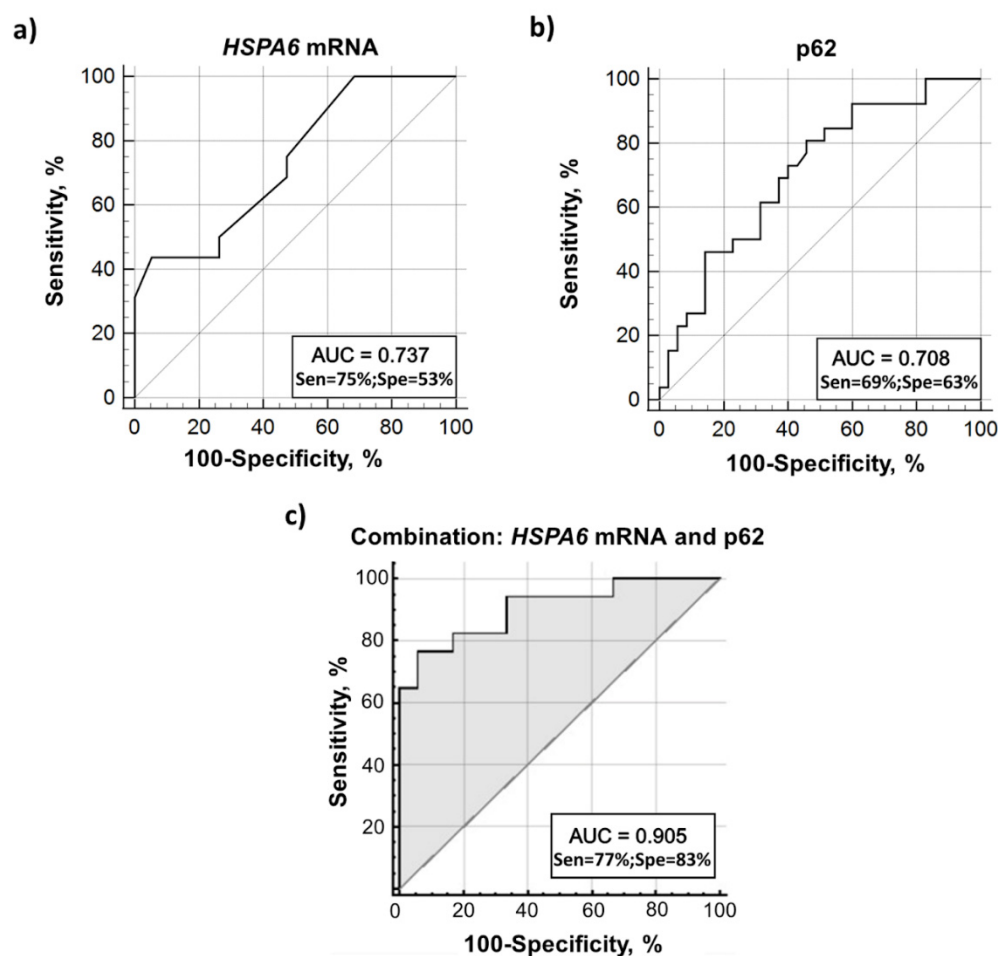 a)
HSPA6 mRNA
100
80
60
40
20
0
Sensitivity, %
AUC = 0.737
Sen=75%;Spe=53%
0 20 40 60 80 100
100-Specificity, %
b)
p62
100
80
60
40
20
0
Sensitivity, %
AUC = 0.708
Sen=69%;Spe=63%
0 20 40 60 80 100
100-Specificity, %
c)
Combination: HSPA6 mRNA and p62
100
80
60
40
20
Sensitivity, %
AUC = 0.905
Sen=77%;Spe=83%
0 20 40 60 80 100
100-Specificity, %